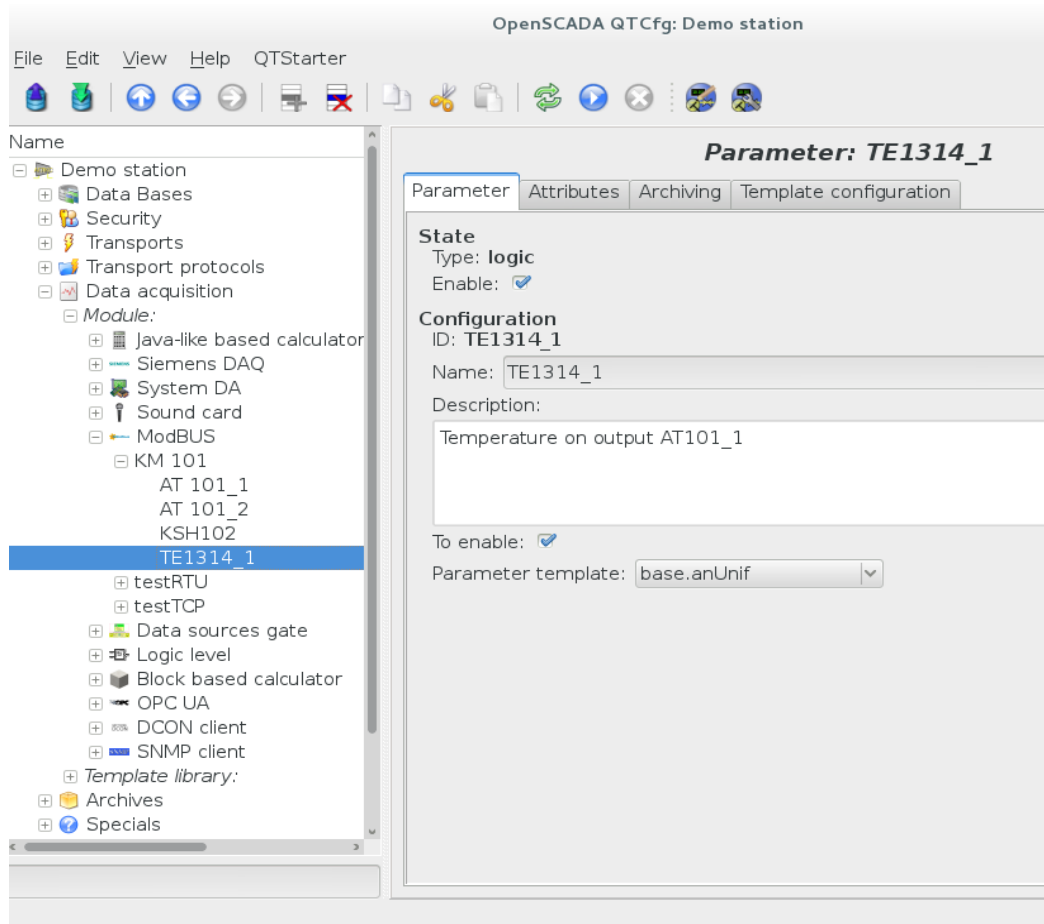 OpenSCADA QTCfg: Demo station
File Edit View Help QTStarter
Name
Demo station
Data Bases
Security
Transports
Transport protocols
Data acquisition
Module:
Java-like based calculator
Siemens DAQ
System DA
Sound card
ModBUS
KM 101
AT 101_1
AT 101_2
KSH102
TE1314_1
testRTU
testTCP
Data sources gate
Logic level
Block based calculator
OPC UA
DCON client
SNMP client
Template library:
Archives
Specials
Parameter: TE1314_1
Parameter Attributes Archiving Template configuration
State
Type: logic
Enable:
Configuration
ID: TE1314_1
Name: TE1314_1
Description:
Temperature on output AT101_1
To enable:
Parameter template: base.anUnif